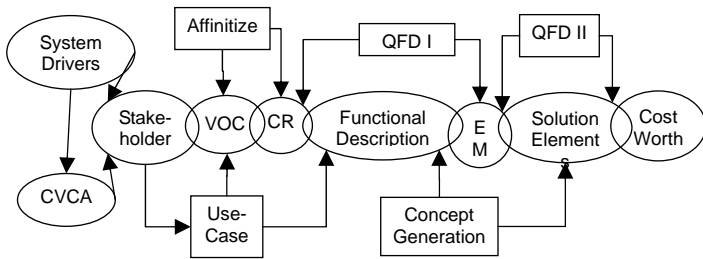 System
Drivers
Affinitize
QFD I
QFD II
Stake-
holder
VOC
CR
Functional
Description
E
M
Solution
Element
s
Cost
Worth
CVCA
Use-
Case
Concept
Generation